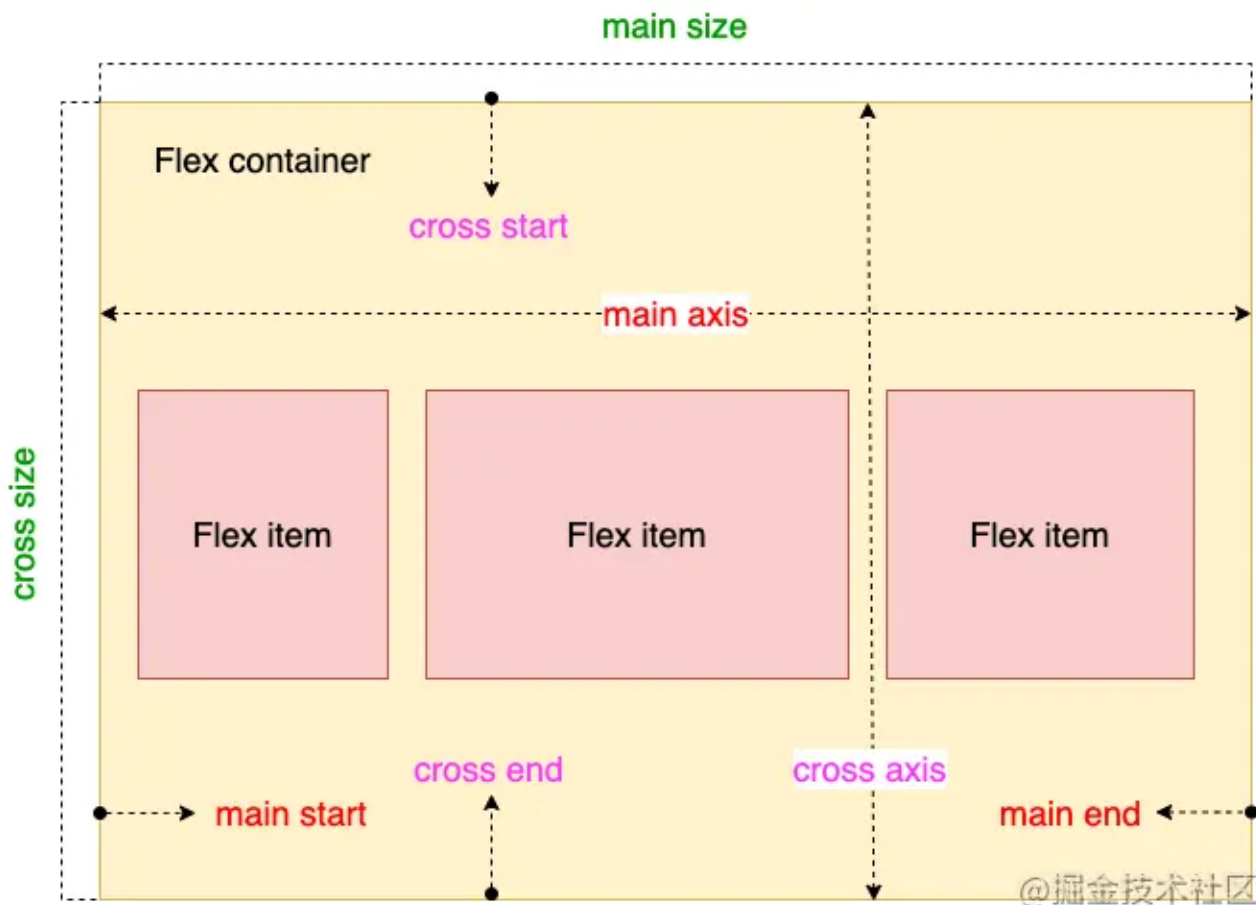 main size
Flex container
cross start
main axis
cross size
Flex item
Flex item
Flex item
cross end
cross axis
main start
main end
@掘金技术社区